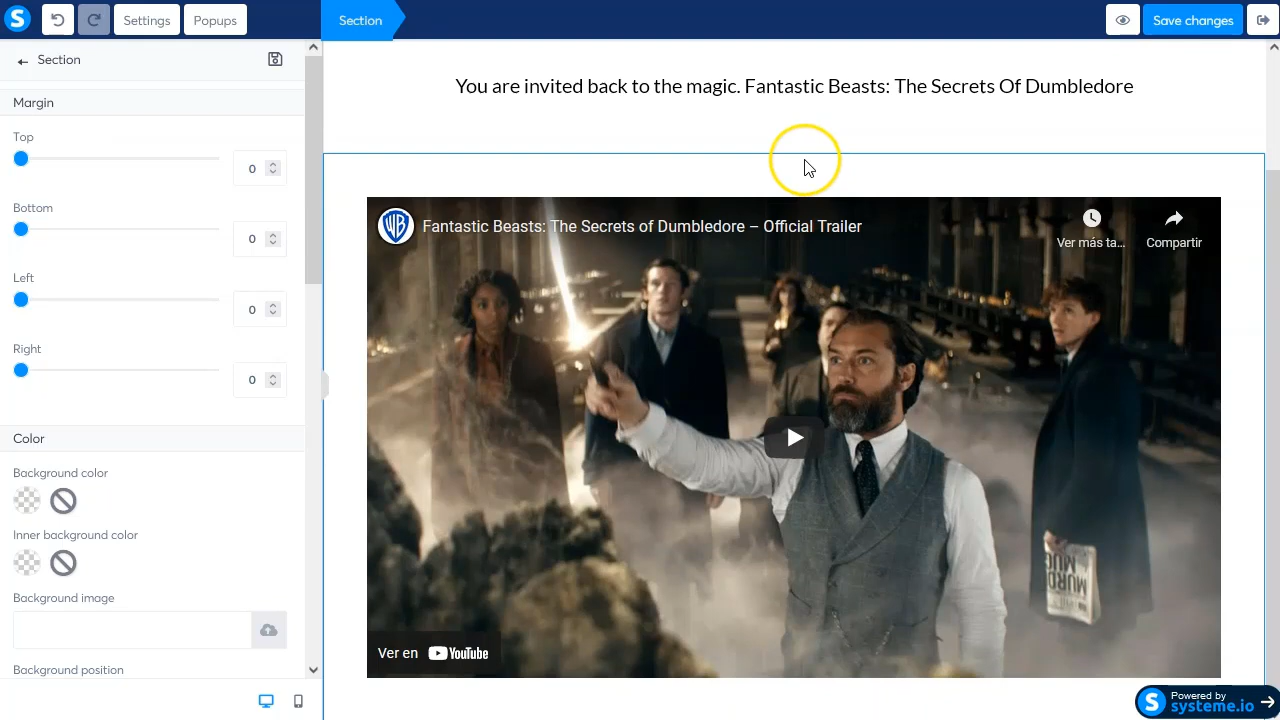 S Settings Popups Section Save changes
Section
Margin
Top
0
Bottom
0
Left
0
Right
0
Color
Background color
Inner background color
Background image
Background position
You are invited back to the magic. Fantastic Beasts: The Secrets Of Dumbledore
WB Fantastic Beasts: The Secrets of Dumbledore – Official Trailer
Ver más ta...
Compartir
MURD
MUG
Ver en YouTube
S Powered by
systeme.io